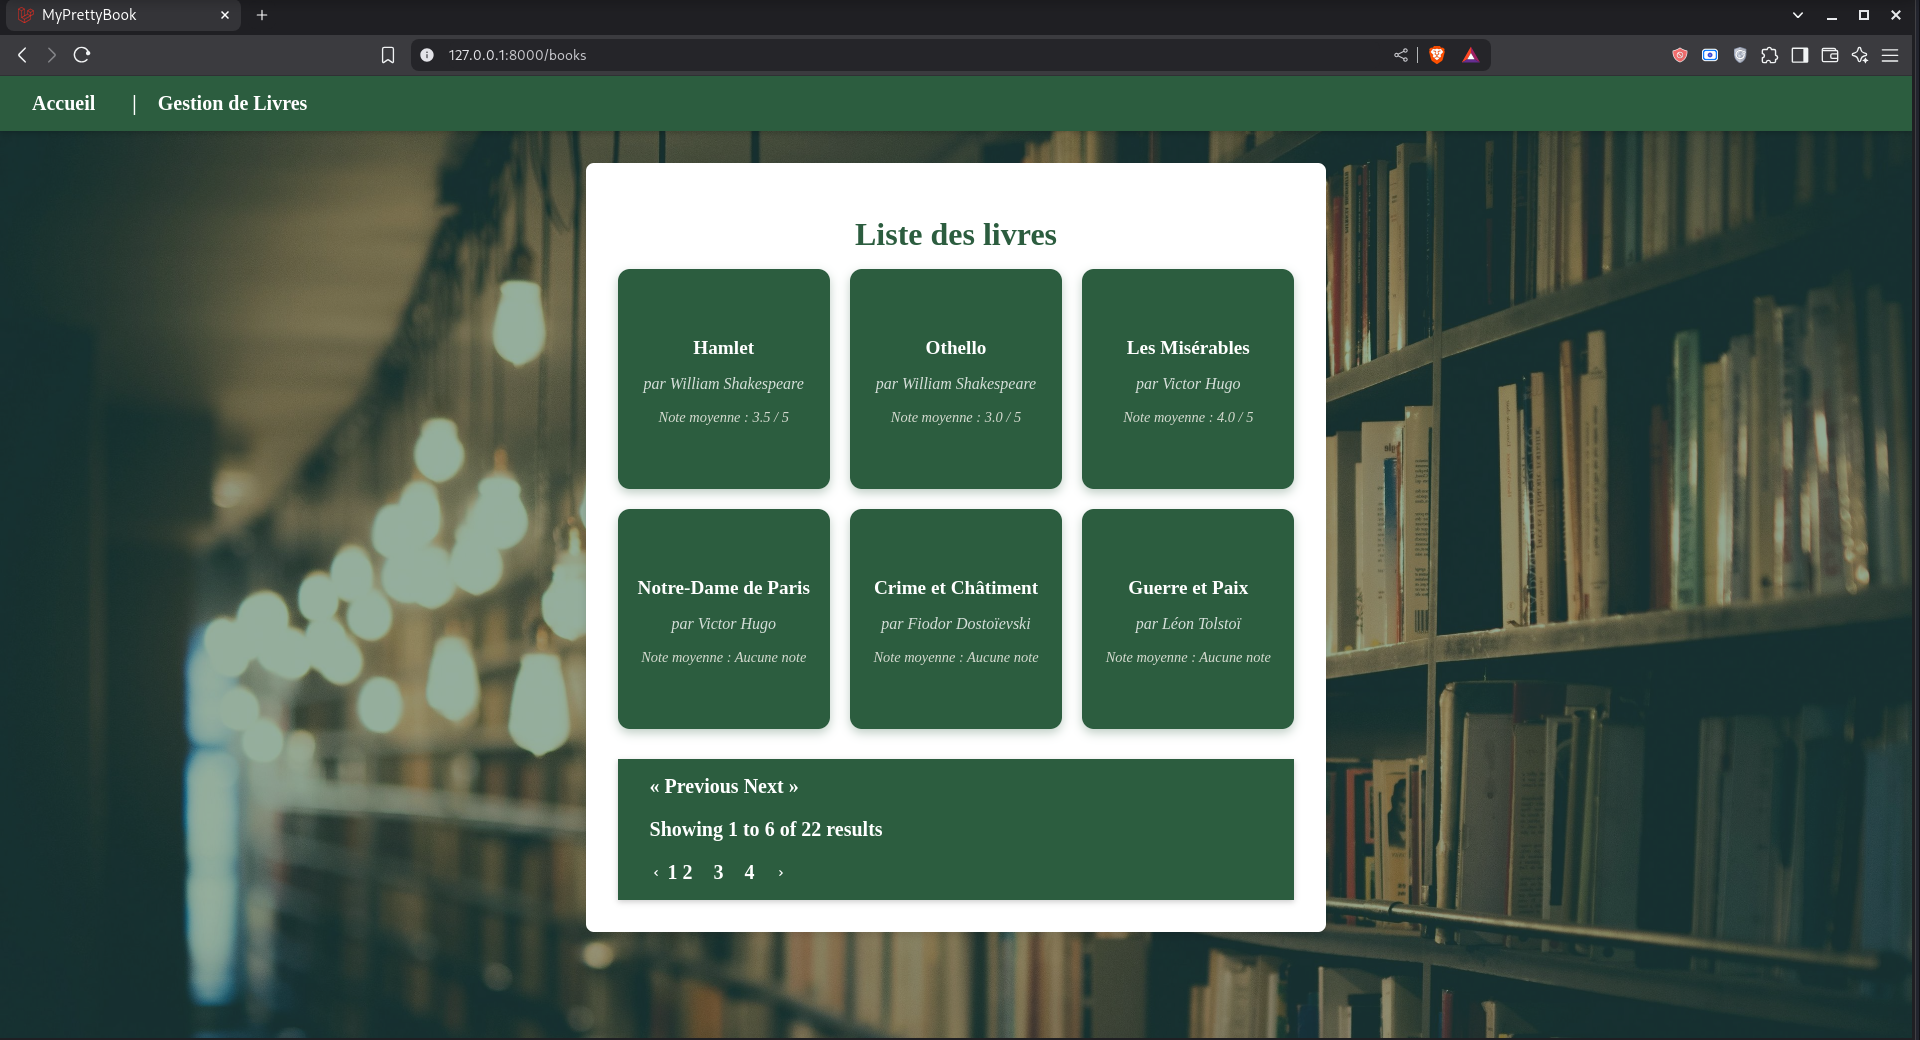 MyPrettyBook
127.0.0.1:8000/books
Accueil | Gestion de Livres
Liste des livres
Hamlet
par William Shakespeare
Note moyenne : 3.5 / 5
Othello
par William Shakespeare
Note moyenne : 3.0 / 5
Les Misérables
par Victor Hugo
Note moyenne : 4.0 / 5
Notre-Dame de Paris
par Victor Hugo
Note moyenne : Aucune note
Crime et Châtiment
par Fiodor Dostoïevski
Note moyenne : Aucune note
Guerre et Paix
par Léon Tolstoï
Note moyenne : Aucune note
« Previous Next »
Showing 1 to 6 of 22 results
‹ 1 2 3 4 ›